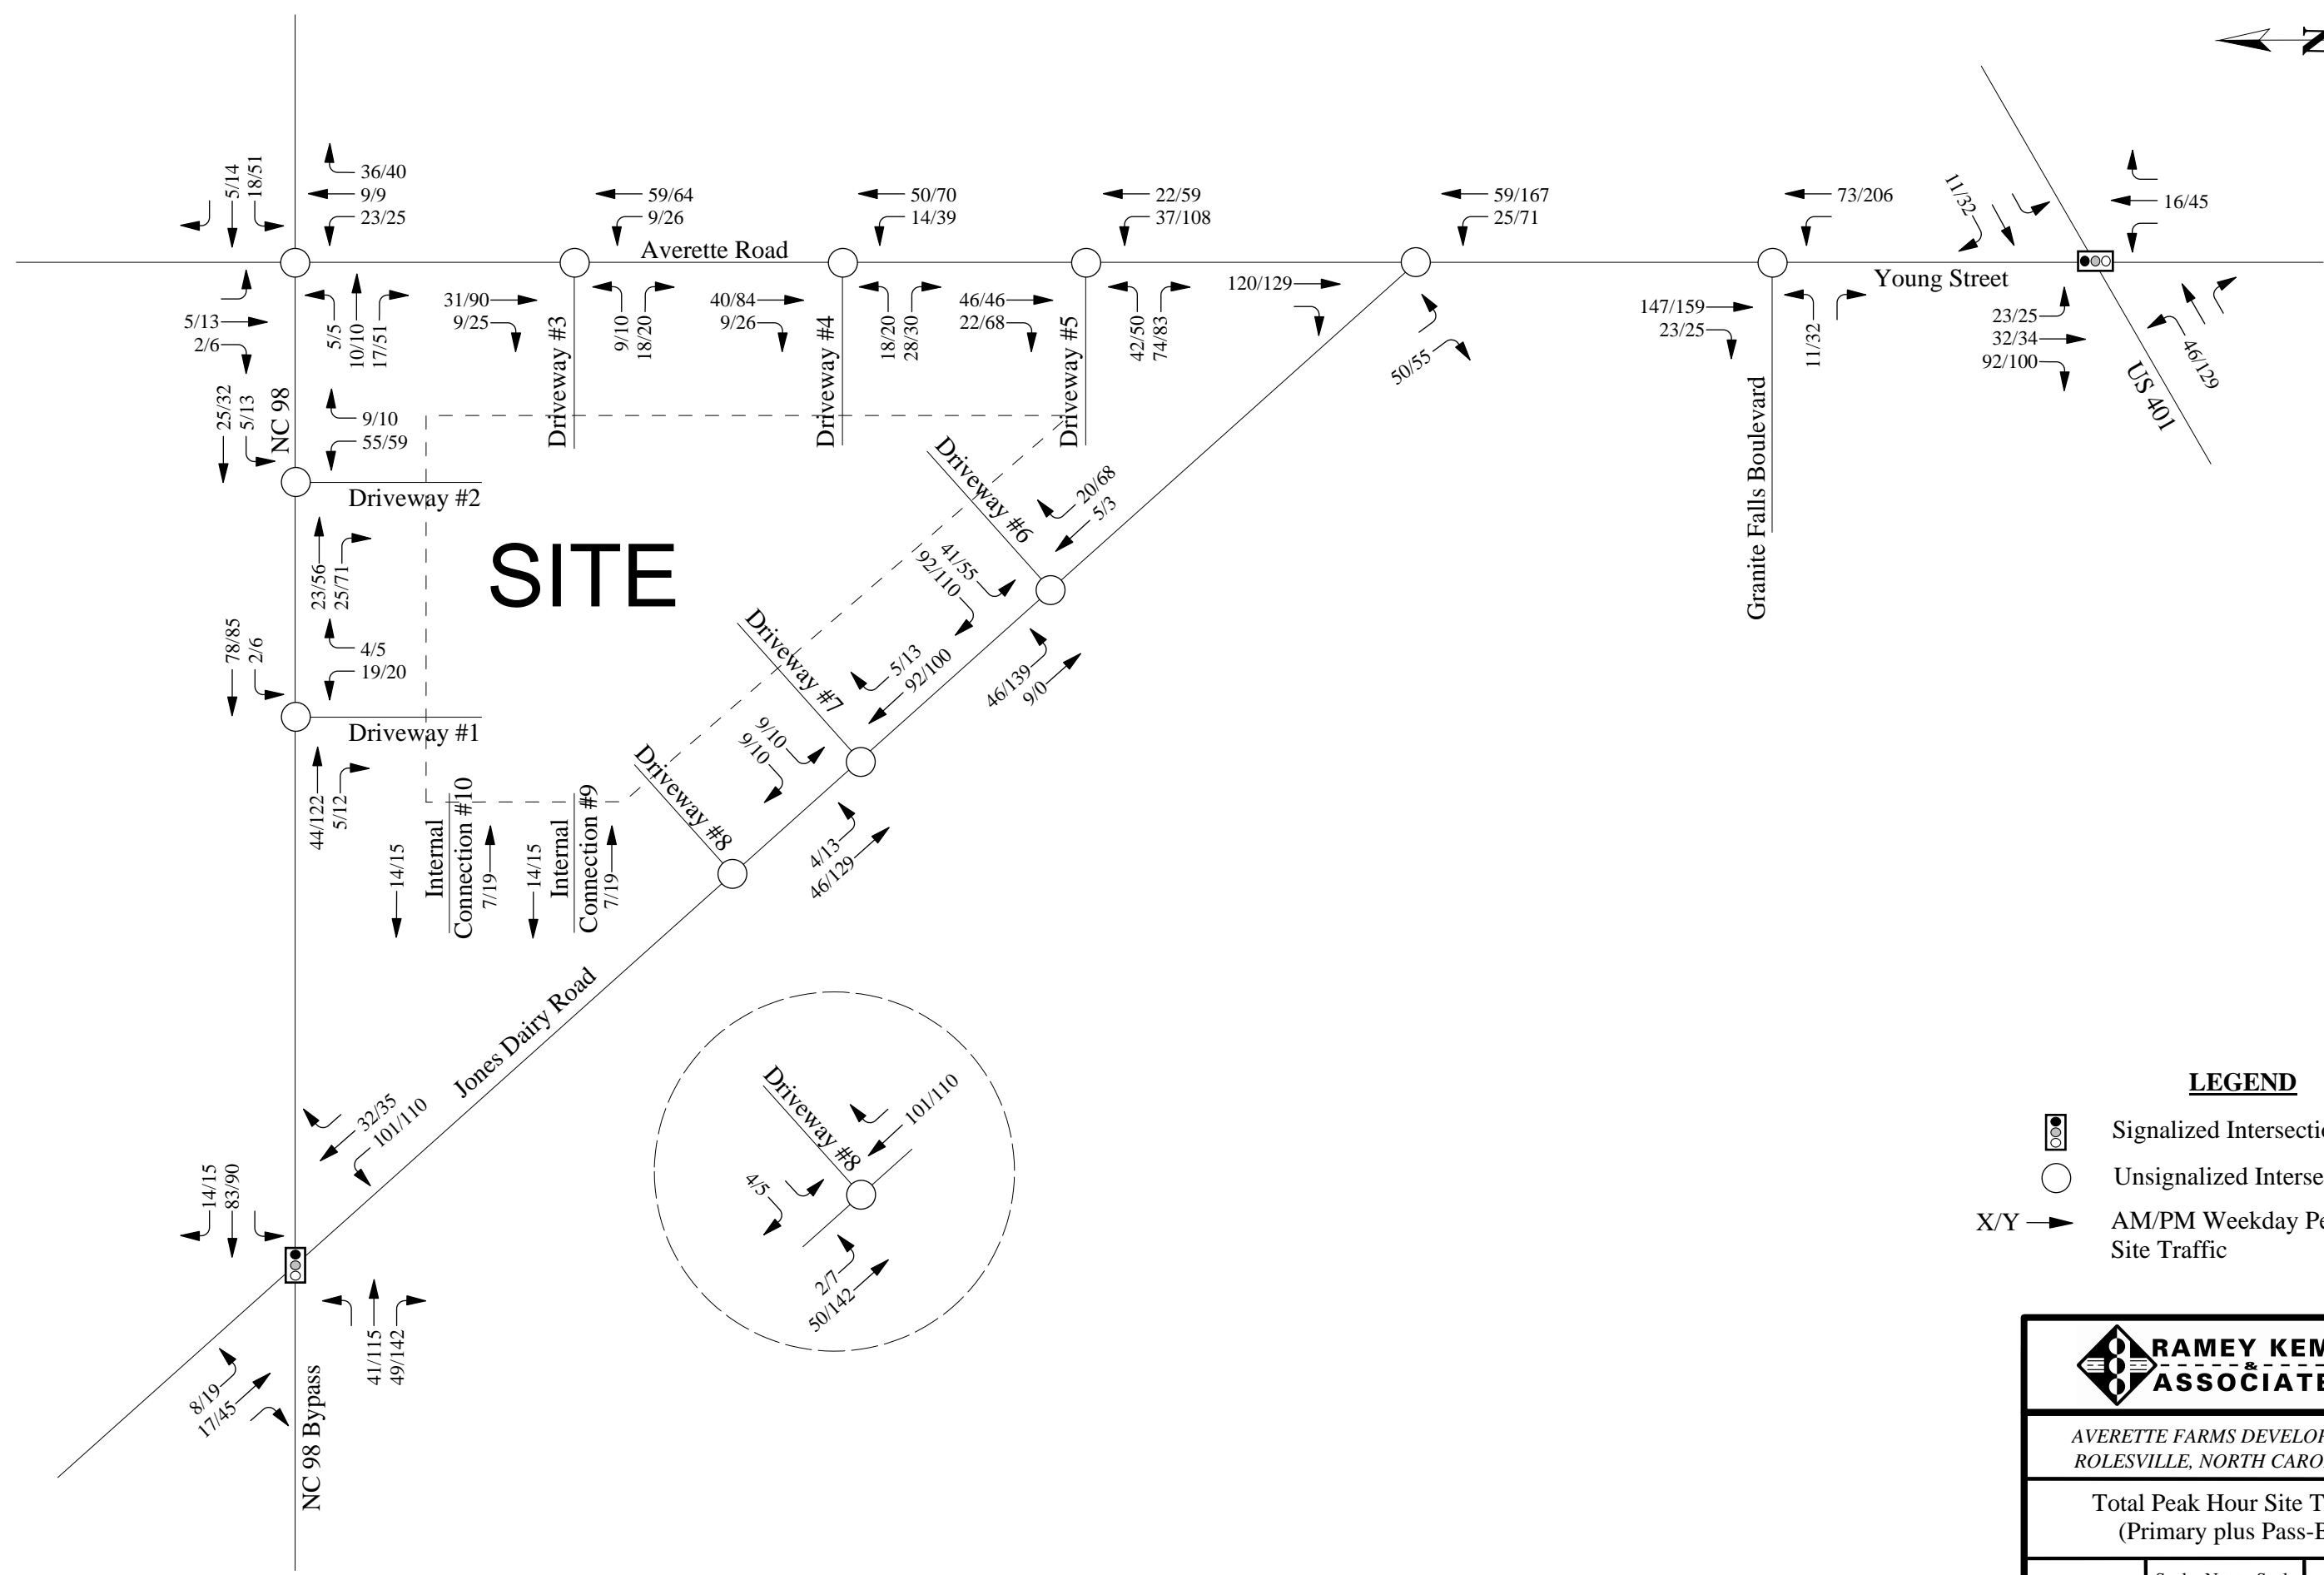 N
5/14
18/51
36/40
9/9
23/25
59/64
9/26
50/70
14/39
22/59
37/108
59/167
25/71
73/206
11/32
16/45
Averette Road
Young Street
5/13
2/6
5/5
10/10
17/51
31/90
9/25
Driveway #3
9/10
18/20
40/84
9/26
Driveway #4
18/20
28/30
46/46
22/68
Driveway #5
42/50
74/83
120/129
50/55
147/159
23/25
11/32
Granite Falls Boulevard
23/25
32/34
92/100
46/129
US 401
25/32
5/13
NC 98
9/10
55/59
Driveway #2
23/56
25/71
SITE
78/85
2/6
4/5
19/20
Driveway #1
44/122
5/12
Driveway #6
20/68
5/3
41/55
92/110
46/139
9/0
Driveway #7
5/13
92/100
9/10
9/10
4/13
46/129
Driveway #8
14/15
Internal
Connection #10
7/19
14/15
Internal
Connection #9
7/19
Jones Dairy Road
32/35
101/110
14/15
83/90
41/115
49/142
8/19
17/45
NC 98 Bypass
Driveway #8
101/110
4/5
2/7
50/142
LEGEND
Signalized Intersecti
Unsignalized Interse
X/Y
AM/PM Weekday Pe
Site Traffic
RAMEY KEM
&
ASSOCIATE
AVERETTE FARMS DEVELO
ROLESVILLE, NORTH CARO
Total Peak Hour Site T
(Primary plus Pass-B